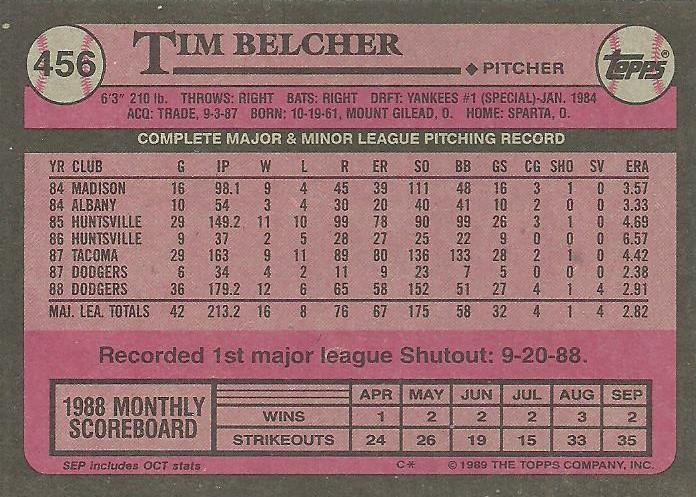 456 TIM BELCHER
◆ PITCHER Topps®
6'3" 210 lb. THROWS: RIGHT BATS: RIGHT DRFT: YANKEES #1 (SPECIAL)-JAN. 1984
ACQ: TRADE, 9-3-87 BORN: 10-19-61, MOUNT GILEAD, O. HOME: SPARTA, O.
COMPLETE MAJOR & MINOR LEAGUE PITCHING RECORD
YR CLUB G IP W L R ER SO BB GS CG SHO SV ERA
84 MADISON 16 98.1 9 4 45 39 111 48 16 3 1 0 3.57
84 ALBANY 10 54 3 4 30 20 40 41 10 2 0 0 3.33
85 HUNTSVILLE 29 149.2 11 10 99 78 90 99 26 3 1 0 4.69
86 HUNTSVILLE 9 37 2 5 28 27 25 22 9 0 0 0 6.57
87 TACOMA 29 163 9 11 89 80 136 133 28 2 1 0 4.42
87 DODGERS 6 34 4 2 11 9 23 7 5 0 0 0 2.38
88 DODGERS 36 179.2 12 6 65 58 152 51 27 4 1 4 2.91
MAJ. LEA. TOTALS 42 213.2 16 8 76 67 175 58 32 4 1 4 2.82
Recorded 1st major league Shutout: 9-20-88.
1988 MONTHLY SCOREBOARD
APR MAY JUN JUL AUG SEP
WINS 1 2 2 2 3 2
STRIKEOUTS 24 26 19 15 33 35
SEP includes OCT stats C* © 1989 THE TOPPS COMPANY, INC.